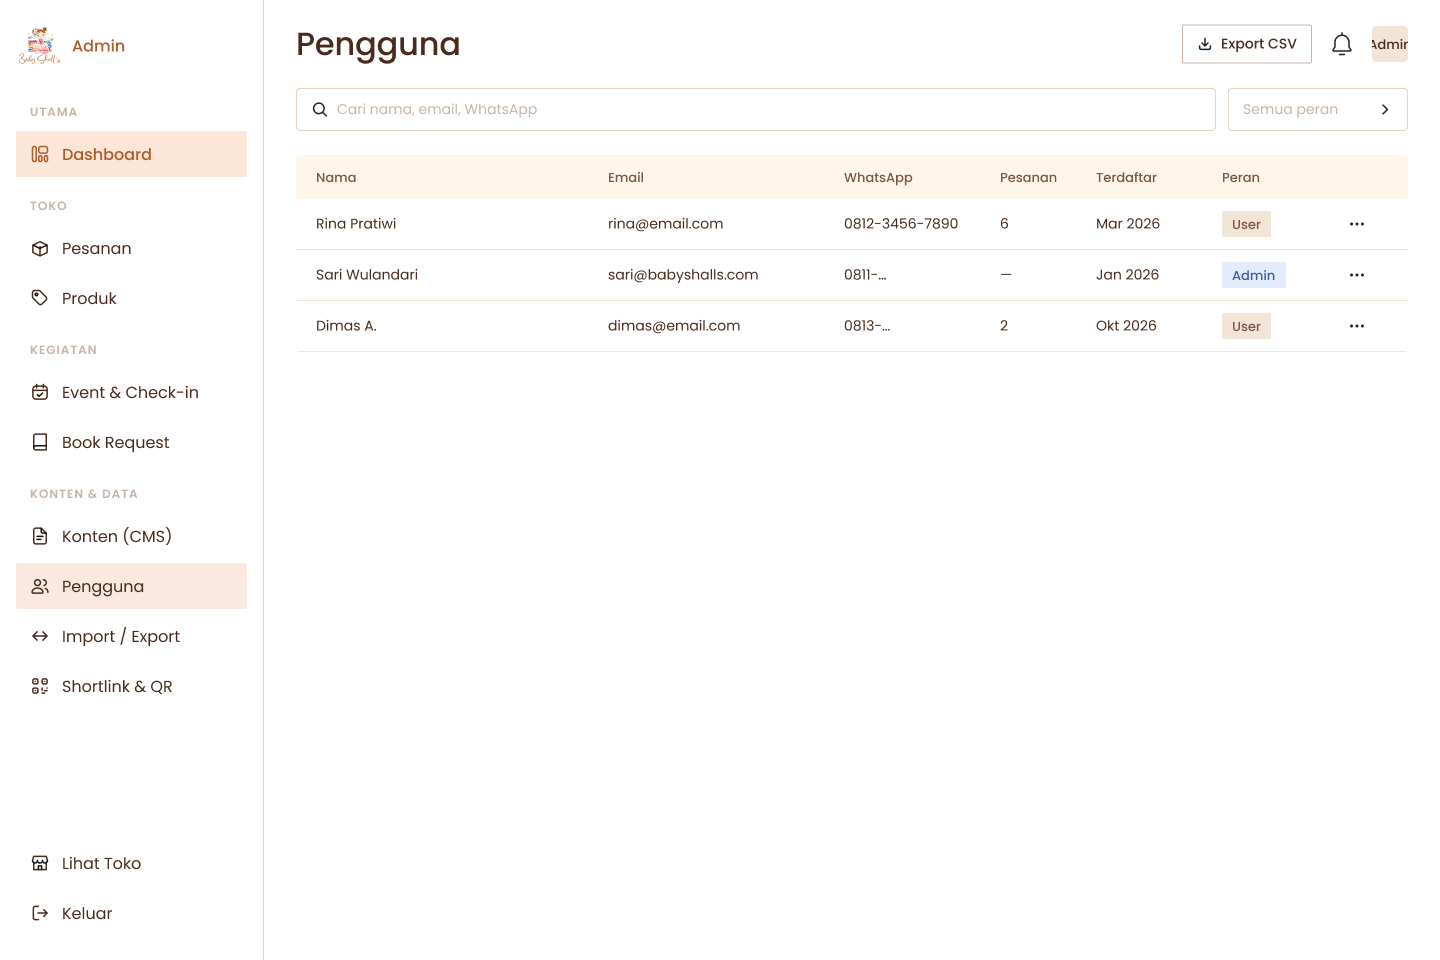 Baby Shall's
Admin
UTAMA
Dashboard
TOKO
Pesanan
Produk
KEGIATAN
Event & Check-in
Book Request
KONTEN & DATA
Konten (CMS)
Pengguna
Import / Export
Shortlink & QR
Lihat Toko
Keluar
Pengguna
Export CSV
Admin
Cari nama, email, WhatsApp
Semua peran
Nama Email WhatsApp Pesanan Terdaftar Peran
Rina Pratiwi rina@email.com 0812-3456-7890 6 Mar 2026 User
Sari Wulandari sari@babyshalls.com 0811-... — Jan 2026 Admin
Dimas A. dimas@email.com 0813-... 2 Okt 2026 User